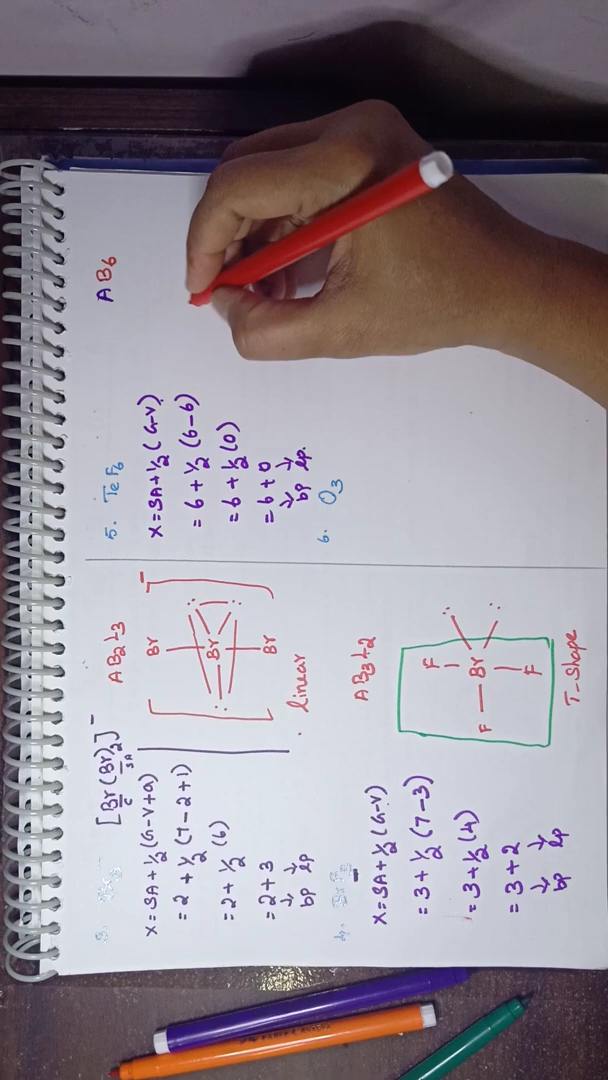 [Br(Br)2]⁻
C SA
X = SA + 1/2 (G-V+a)
= 2 + 1/2 (7-2+1)
= 2 + 1/2 (6)
= 2 + 3
↓ ↓
bp lp
AB2L3
Br
Br
Br
linear
X = SA + 1/2 (G-V)
= 3 + 1/2 (7-3)
= 3 + 1/2 (4)
= 3 + 2
↓ ↓
bp lp
AB3L2
F
F — Br
F
T-Shape
5. TeF6
AB6
X = SA + 1/2 (G-V)
= 6 + 1/2 (6-6)
= 6 + 1/2 (0)
= 6 + 0
↓ ↓
bp lp.
6. O3